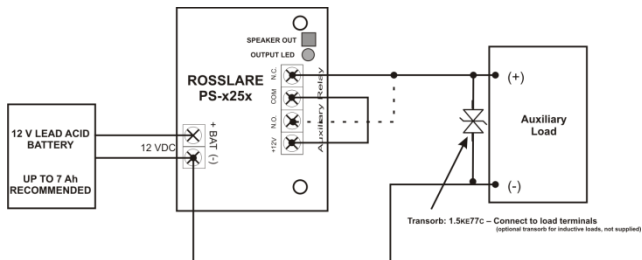 SPEAKER OUT
OUTPUT LED
ROSSLARE
PS-x25x
N.C.
COM
N.O.
+12V
Auxiliary Relay
+ BAT (-)
12 V LEAD ACID
BATTERY
UP TO 7 Ah
RECOMMENDED
12 VDC
(+)
Auxiliary
Load
(-)
Transorb: 1.5KE77C – Connect to load terminals
(optional transorb for inductive loads, not supplied)